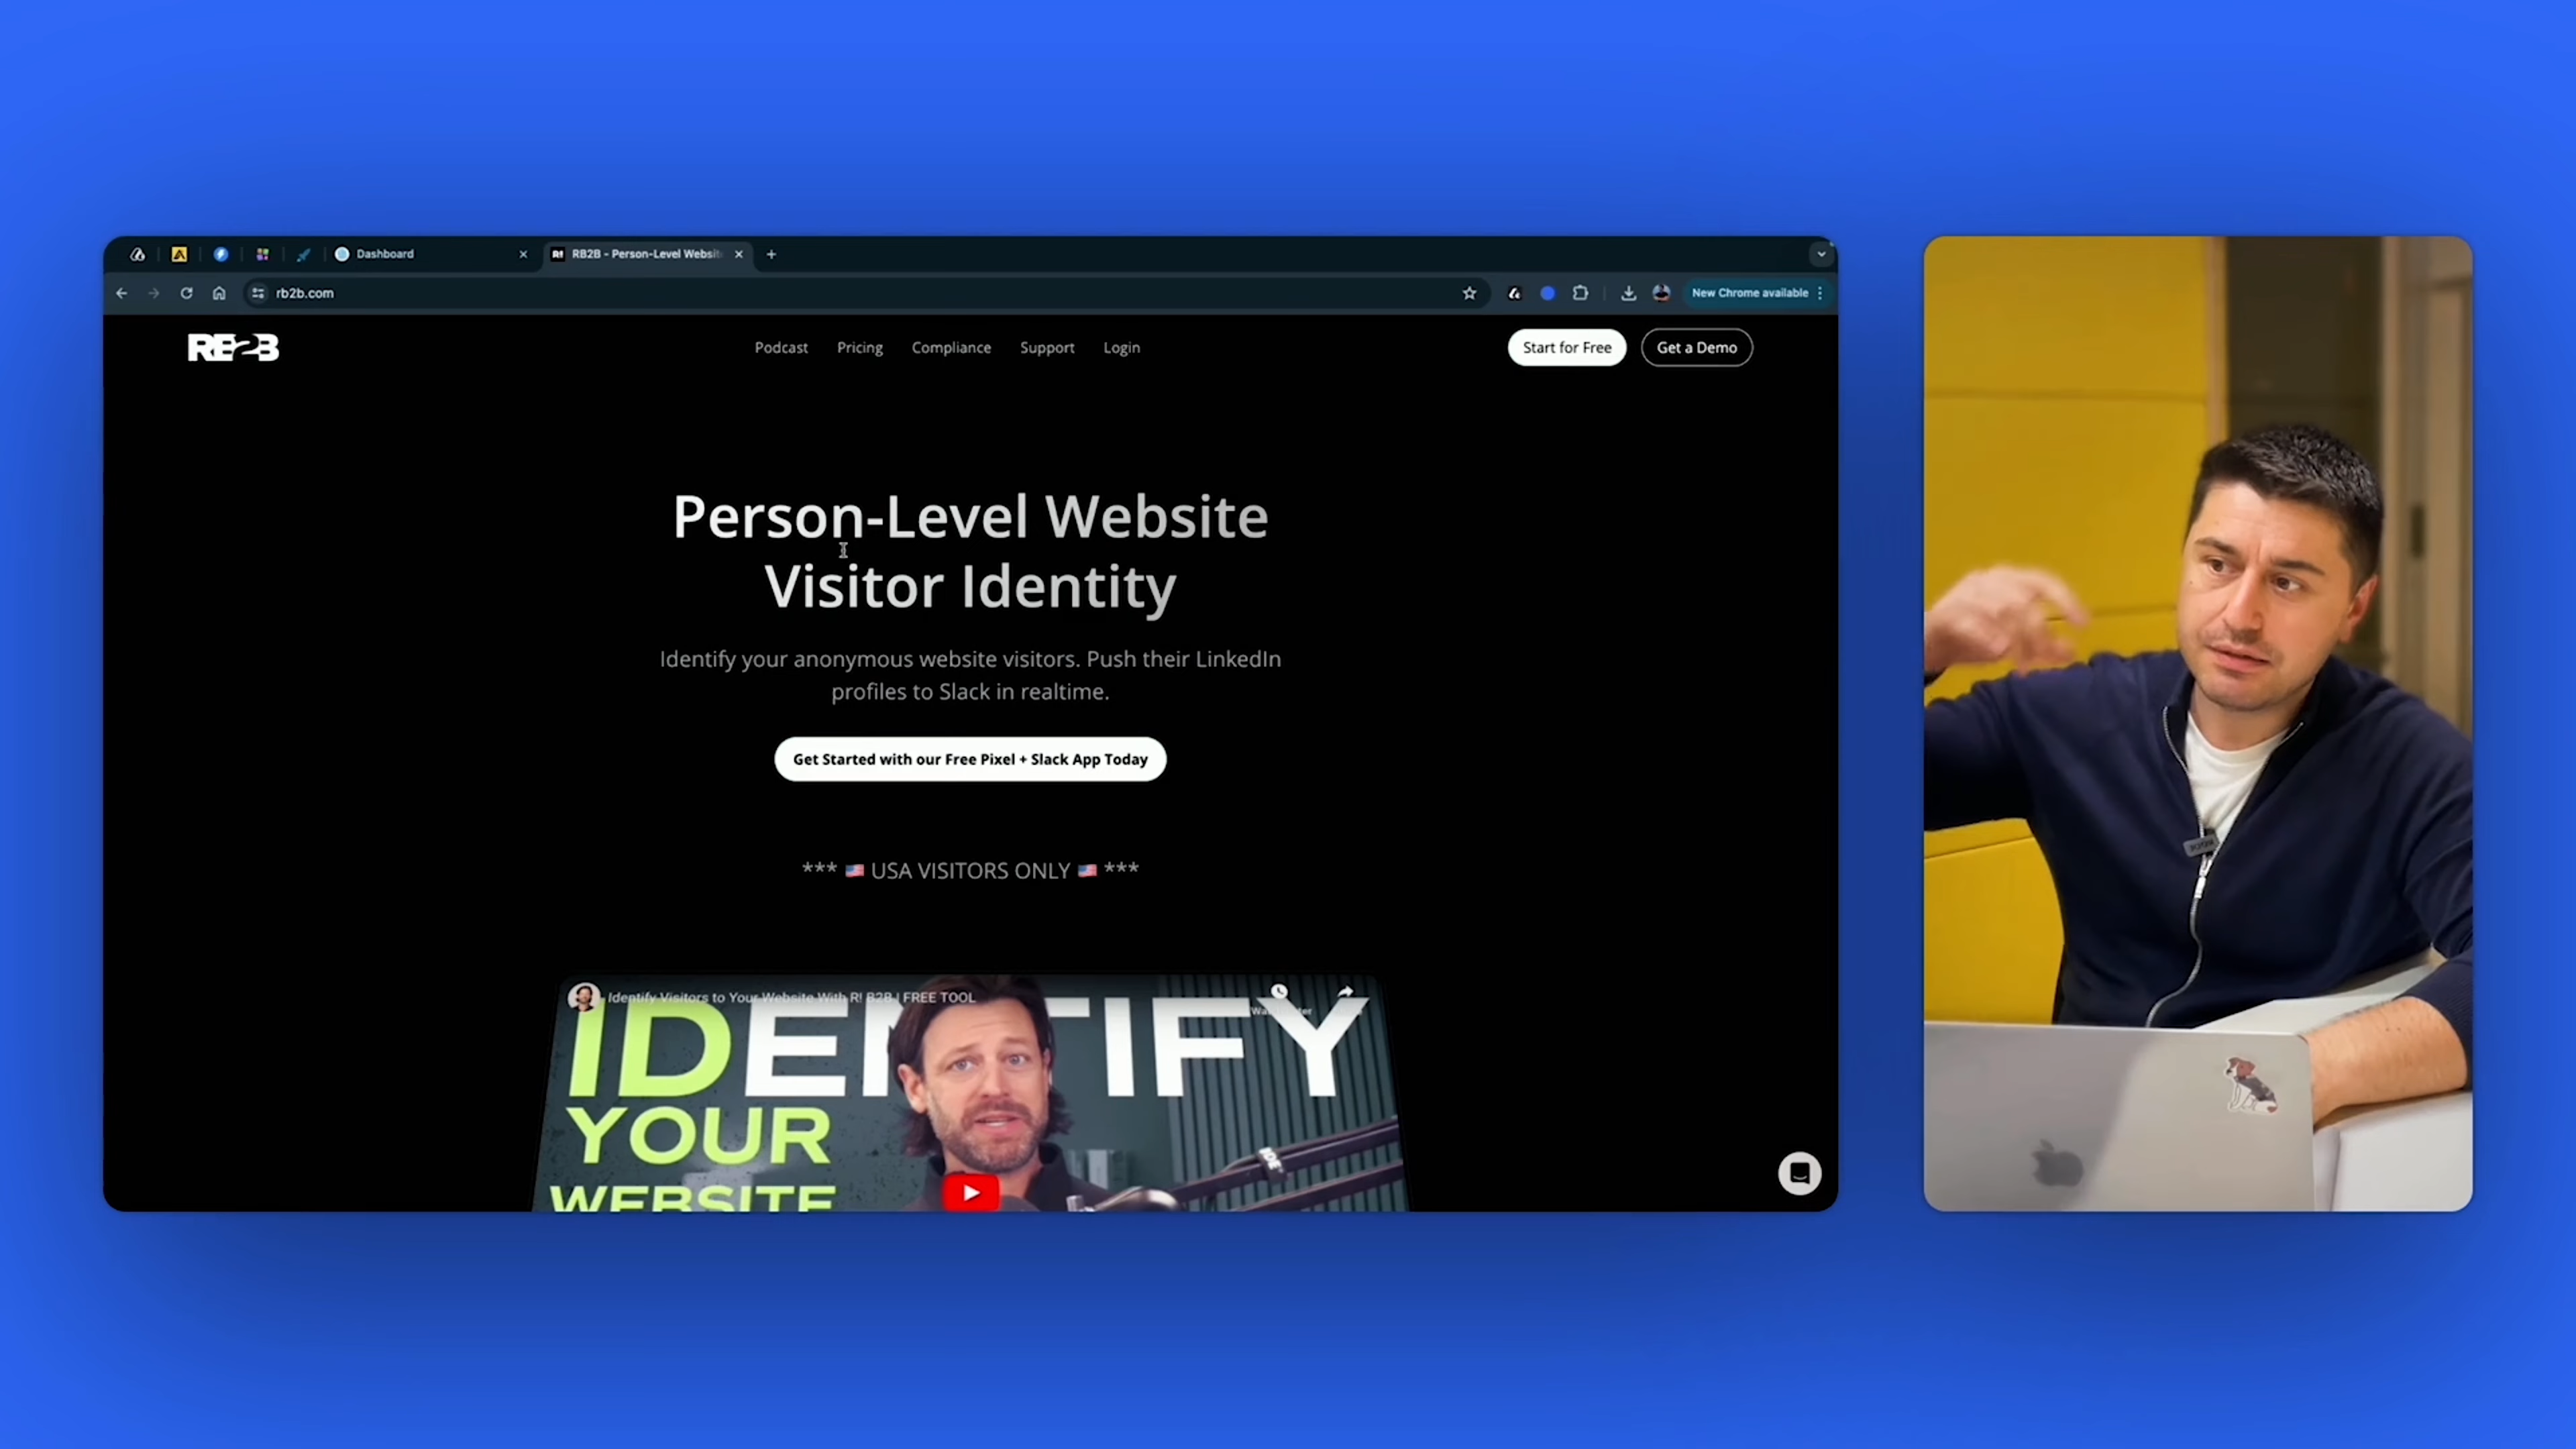 Dashboard
RB2B - Person-Level Websit
rb2b.com
New Chrome available
RB2B
Podcast
Pricing
Compliance
Support
Login
Start for Free
Get a Demo
Person-Level Website
Visitor Identity
Identify your anonymous website visitors. Push their LinkedIn
profiles to Slack in realtime.
Get Started with our Free Pixel + Slack App Today
*** 🇺🇸 USA VISITORS ONLY 🇺🇸 ***
Identify Visitors to Your Website With R! B2B | FREE TOOL
IDENTIFY
YOUR
WEBSITE